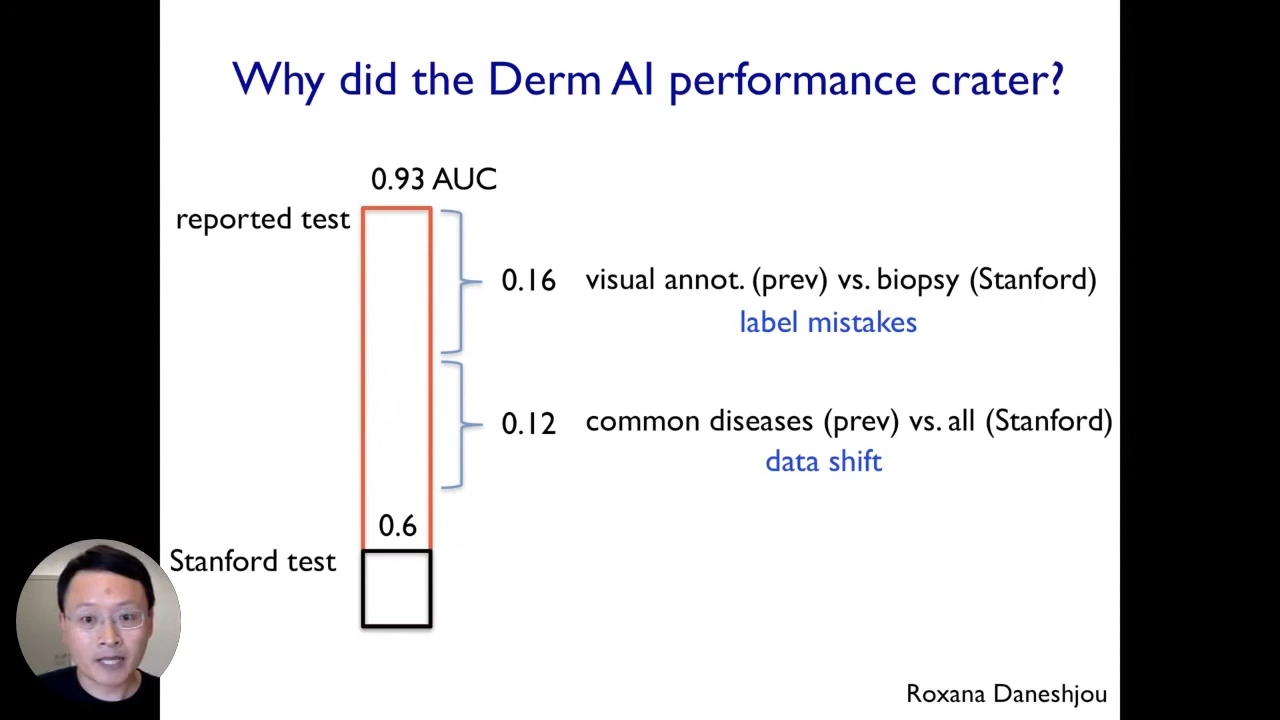 Why did the Derm AI performance crater?
0.93 AUC
reported test
0.16 visual annot. (prev) vs. biopsy (Stanford)
label mistakes
0.12 common diseases (prev) vs. all (Stanford)
data shift
0.6
Stanford test
Roxana Daneshjou